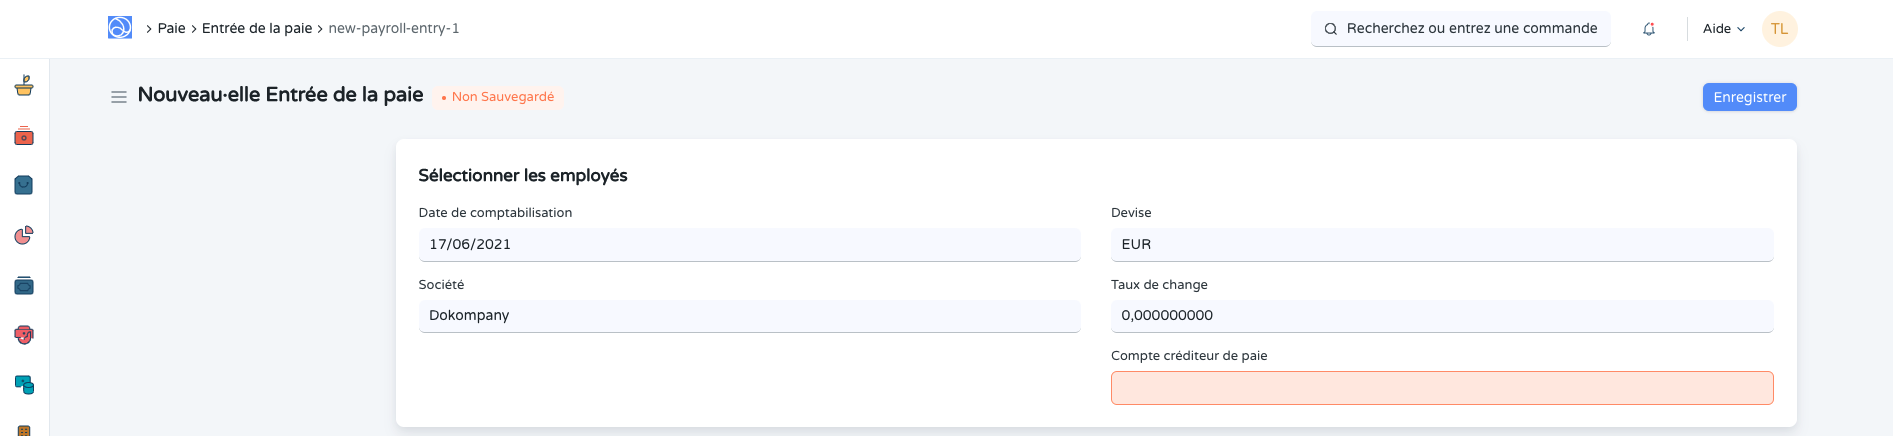 Paie Entrée de la paie new-payroll-entry-1
Recherchez ou entrez une commande
Aide
TL
Nouveau·elle Entrée de la paie
Non Sauvegardé
Enregistrer
Sélectionner les employés
Date de comptabilisation
17/06/2021
Société
Dokompany
Devise
EUR
Taux de change
0,000000000
Compte créditeur de paie